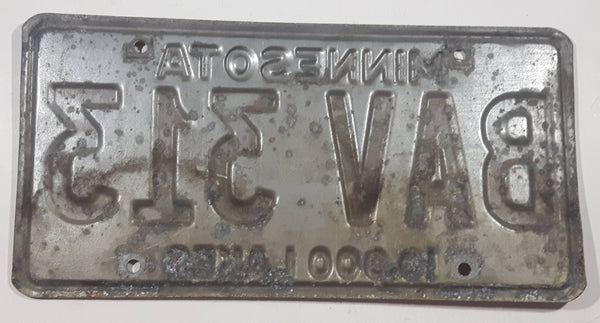 MINNESOTA
BAV 313
10,000 LAKES